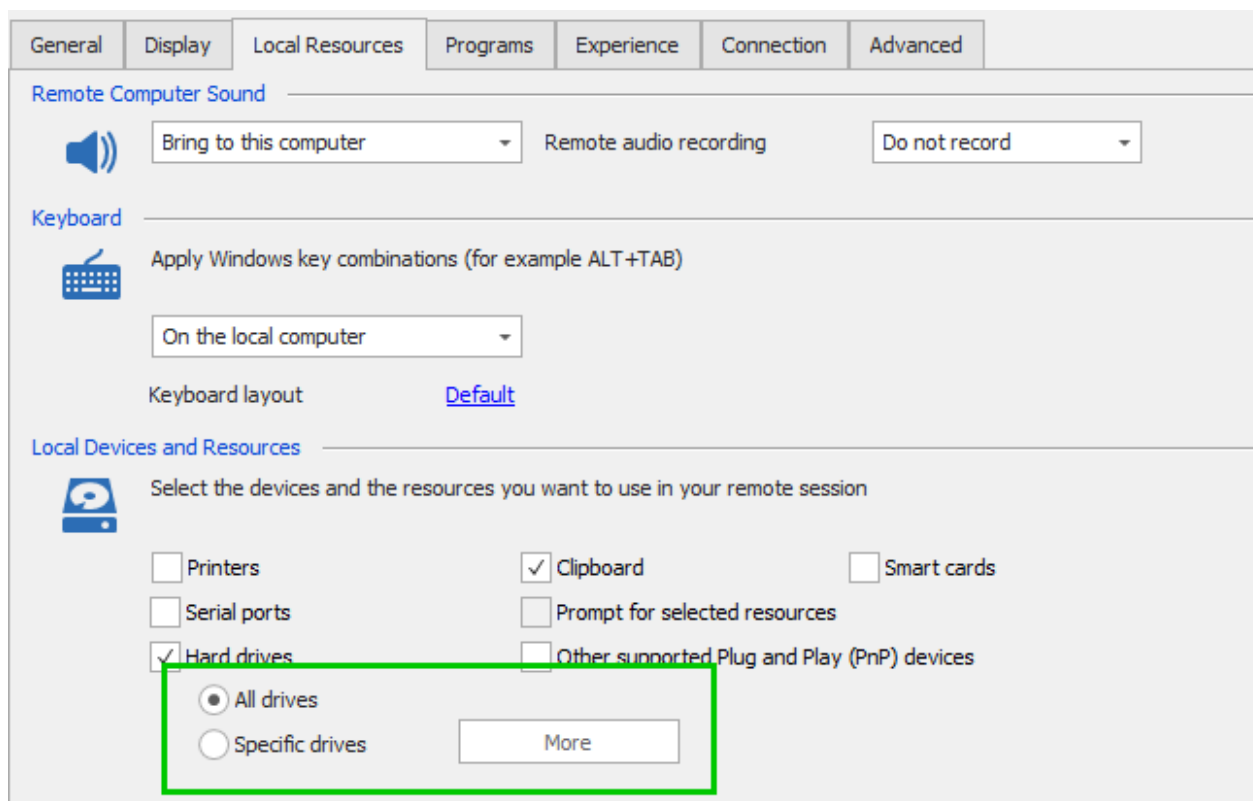 General Display Local Resources Programs Experience Connection Advanced
Remote Computer Sound
Bring to this computer Remote audio recording Do not record
Keyboard
Apply Windows key combinations (for example ALT+TAB)
On the local computer
Keyboard layout Default
Local Devices and Resources
Select the devices and the resources you want to use in your remote session
Printers Clipboard Smart cards
Serial ports Prompt for selected resources
Hard drives Other supported Plug and Play (PnP) devices
All drives
Specific drives More